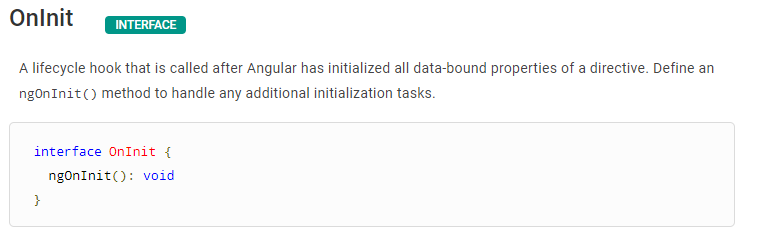 OnInit INTERFACE
A lifecycle hook that is called after Angular has initialized all data-bound properties of a directive. Define an
ngOnInit() method to handle any additional initialization tasks.
interface OnInit {
  ngOnInit(): void
}